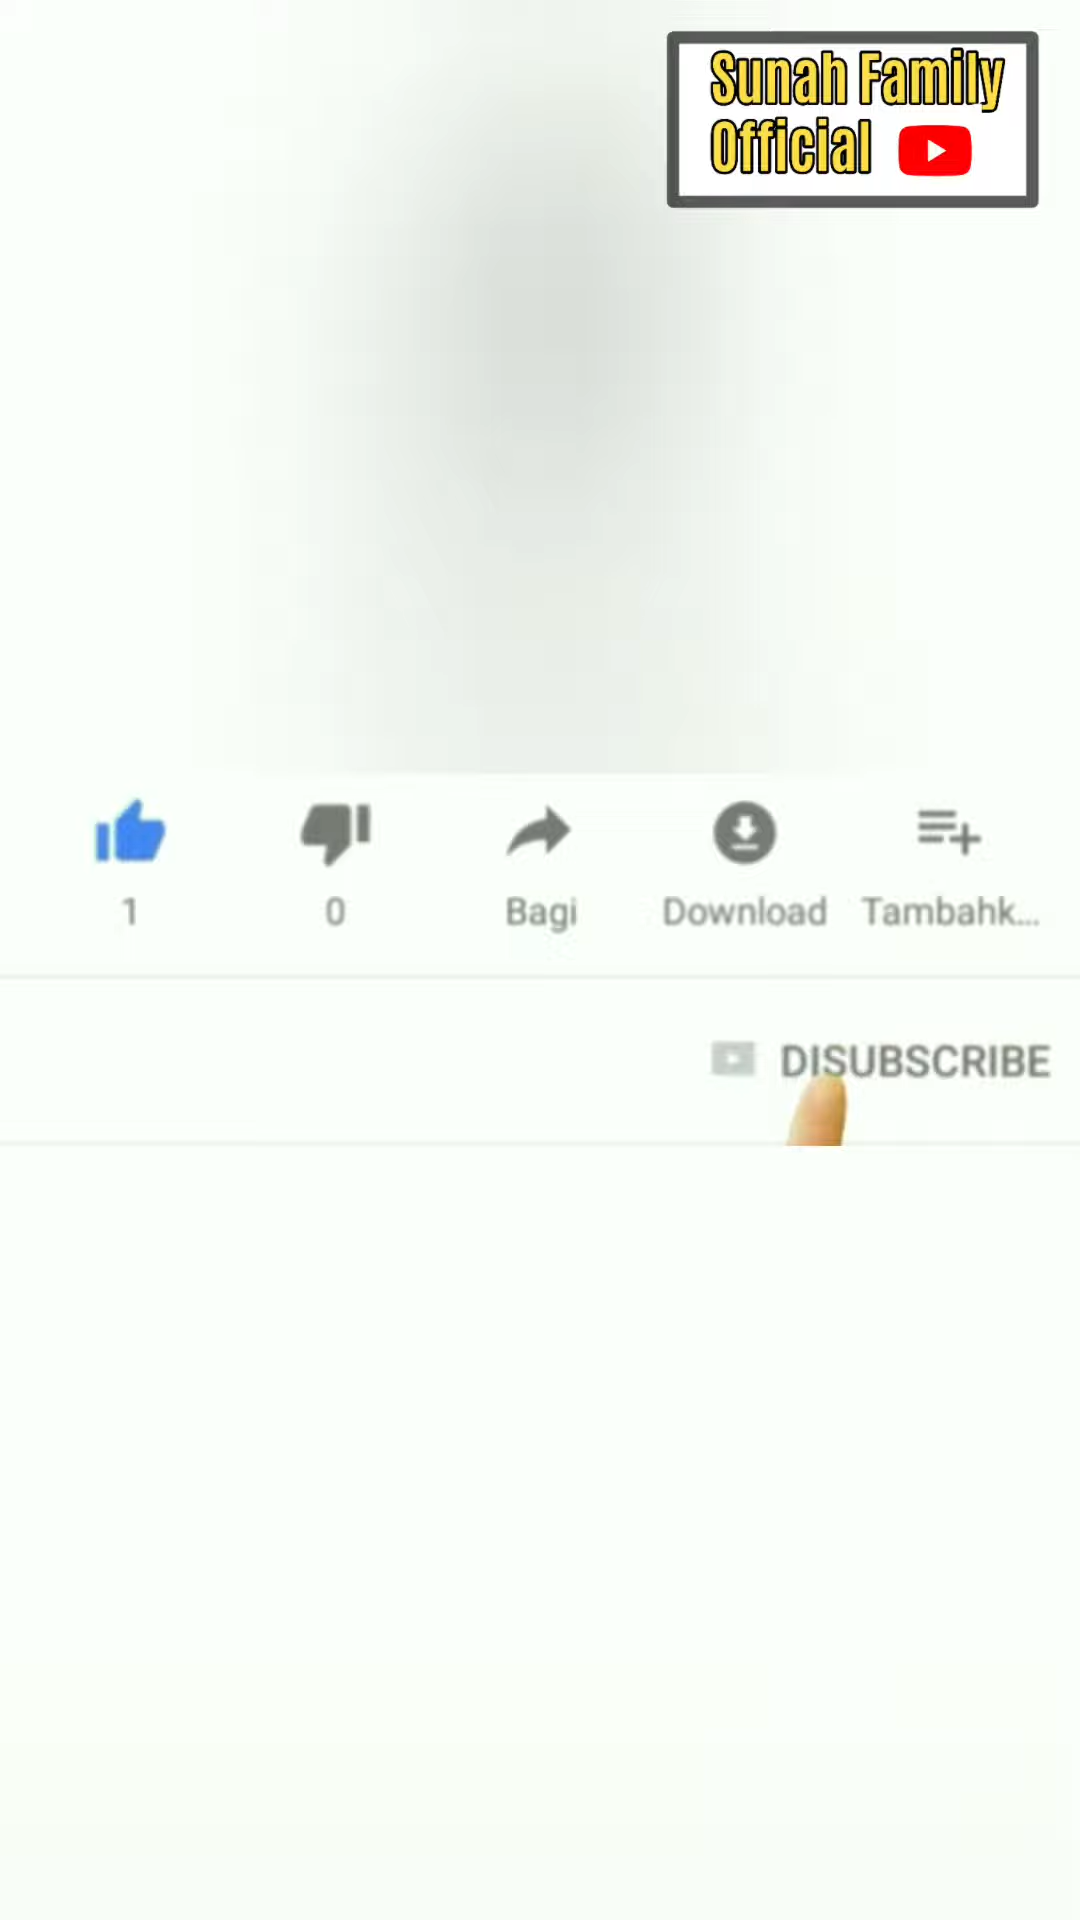 Sunah Family
Official
1
0
Bagi
Download
Tambahk...
DISUBSCRIBE